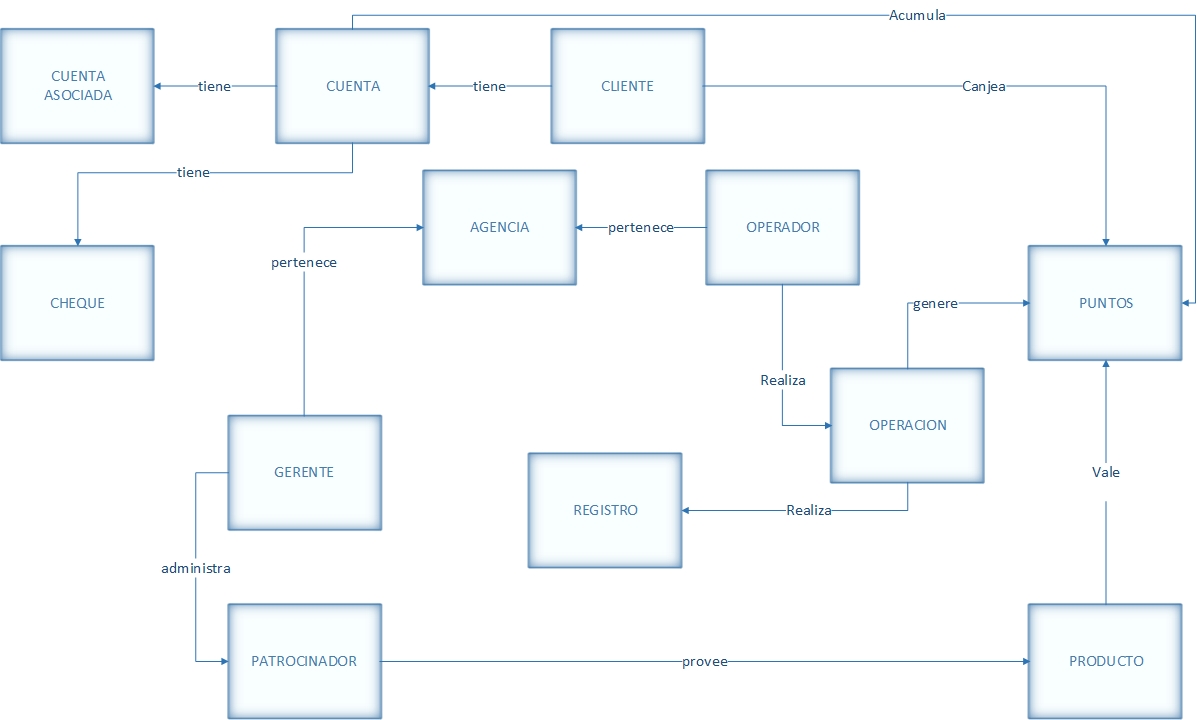 Acumula
CUENTA
ASOCIADA
tiene
CUENTA
tiene
CLIENTE
Canjea
tiene
AGENCIA
pertenece
OPERADOR
pertenece
CHEQUE
genere
PUNTOS
Realiza
OPERACION
GERENTE
Vale
REGISTRO
Realiza
administra
PATROCINADOR
provee
PRODUCTO